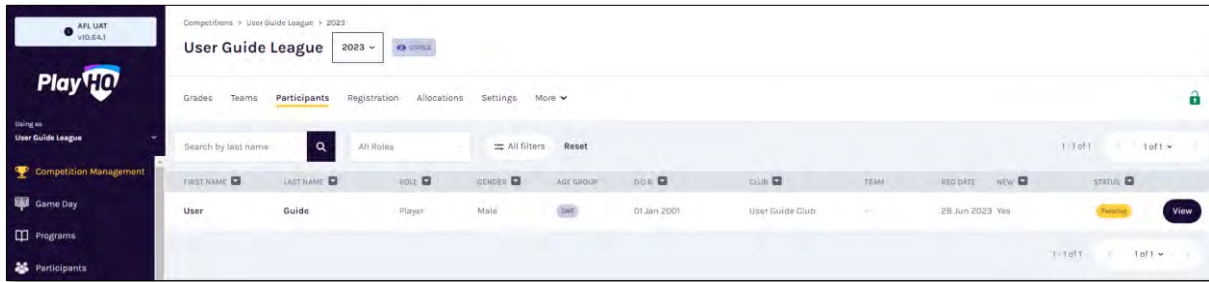 AFL UAT
v10.64.1
PlayHQ
Using as
User Guide League
Competition Management
Game Day
Programs
Participants
Competitions > User Guide League > 2023
User Guide League 2023 VISIBLE
Grades Teams Participants Registration Allocations Settings More
Search by last name All Roles All filters Reset 1-1 of 1 1 of 1
FIRST NAME LAST NAME ROLE GENDER AGE GROUP D.O.B. CLUB TEAM REG DATE NEW STATUS
User Guide Player Male SNR 01 Jan 2001 User Guide Club -- 28 Jun 2023 Yes Pending View
1-1 of 1 1 of 1